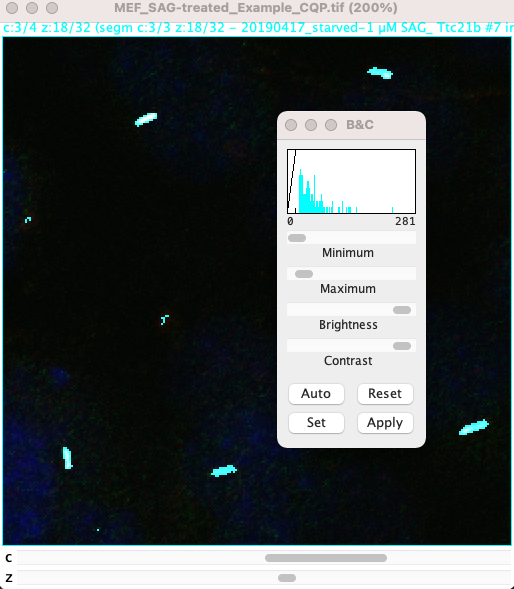 MEF_SAG-treated_Example_CQP.tif (200%)
c:3/4 z:18/32 (segm c:3/3 z:18/32 - 20190417_starved-1 µM SAG_ Ttc21b #7 in
B&C
0 281
Minimum
Maximum
Brightness
Contrast
Auto Reset
Set Apply
C
Z